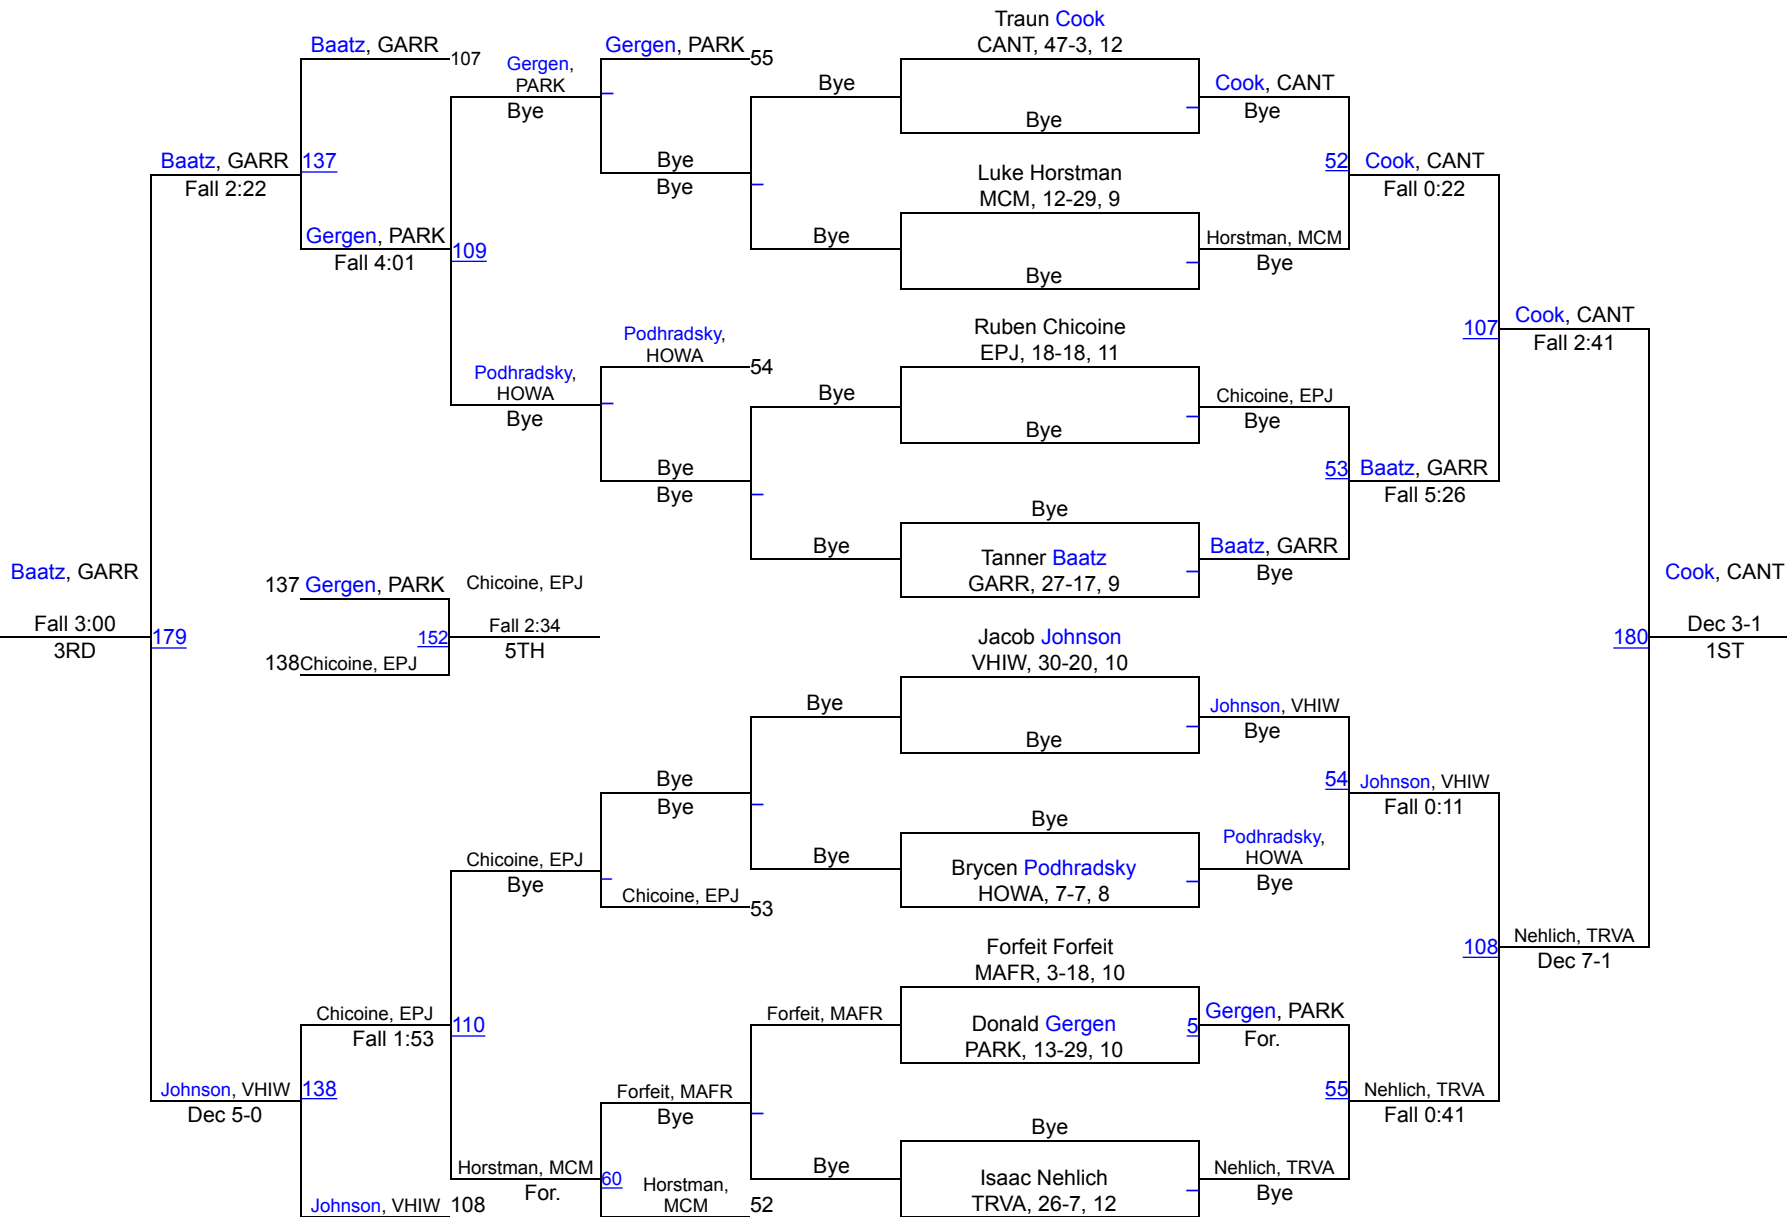 Traun Cook
CANT, 47-3, 12
Baatz, GARR
107
Gergen, PARK
55
Gergen,
PARK
Bye
Bye
Cook, CANT
Bye
Bye
Baatz, GARR
137
Fall 2:22
Bye
Bye
Luke Horstman
MCM, 12-29, 9
52
Cook, CANT
Fall 0:22
Gergen, PARK
109
Fall 4:01
Bye
Horstman, MCM
Bye
Bye
Podhradsky,
HOWA
54
Ruben Chicoine
EPJ, 18-18, 11
107
Cook, CANT
Fall 2:41
Podhradsky,
HOWA
Bye
Bye
Chicoine, EPJ
Bye
Bye
Bye
Bye
53
Baatz, GARR
Fall 5:26
Bye
Bye
Tanner Baatz
GARR, 27-17, 9
Baatz, GARR
Bye
Baatz, GARR
Fall 3:00
3RD
179
137
Gergen, PARK
Chicoine, EPJ
152
Fall 2:34
5TH
138
Chicoine, EPJ
Cook, CANT
180
Dec 3-1
1ST
Jacob Johnson
VHIW, 30-20, 10
Bye
Johnson, VHIW
Bye
Bye
Bye
Bye
54
Johnson, VHIW
Fall 0:11
Bye
Bye
Brycen Podhradsky
HOWA, 7-7, 8
Podhradsky,
HOWA
Bye
Chicoine, EPJ
Bye
Chicoine, EPJ
53
Forfeit Forfeit
MAFR, 3-18, 10
108
Nehlich, TRVA
Dec 7-1
Chicoine, EPJ
110
Fall 1:53
Forfeit, MAFR
Donald Gergen
PARK, 13-29, 10
5
Gergen, PARK
For.
Johnson, VHIW
138
Dec 5-0
Forfeit, MAFR
Bye
55
Nehlich, TRVA
Fall 0:41
Bye
Horstman, MCM
For.
60
Horstman,
MCM
52
Bye
Isaac Nehlich
TRVA, 26-7, 12
Nehlich, TRVA
Bye
Johnson, VHIW
108